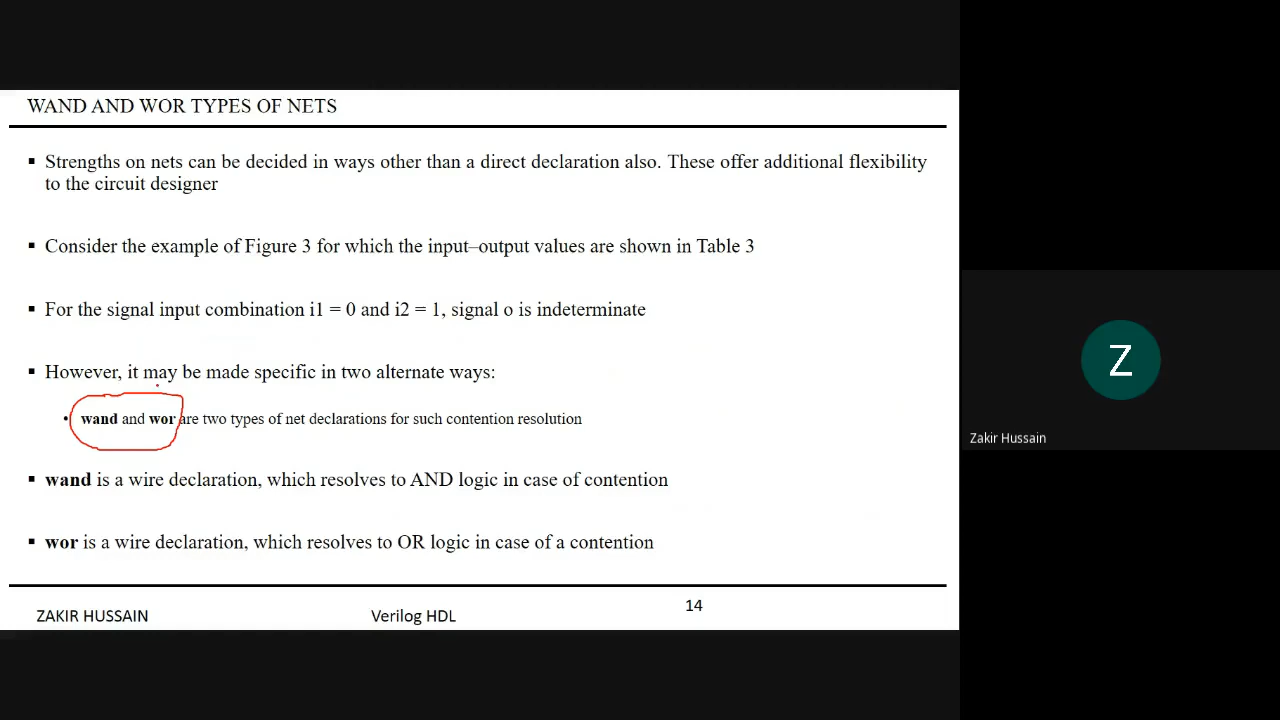 WAND AND WOR TYPES OF NETS
▪ Strengths on nets can be decided in ways other than a direct declaration also. These offer additional flexibility
to the circuit designer
▪ Consider the example of Figure 3 for which the input–output values are shown in Table 3
▪ For the signal input combination i1 = 0 and i2 = 1, signal o is indeterminate
▪ However, it may be made specific in two alternate ways:
• wand and wor are two types of net declarations for such contention resolution
▪ wand is a wire declaration, which resolves to AND logic in case of contention
▪ wor is a wire declaration, which resolves to OR logic in case of a contention
ZAKIR HUSSAIN Verilog HDL 14
Z
Zakir Hussain